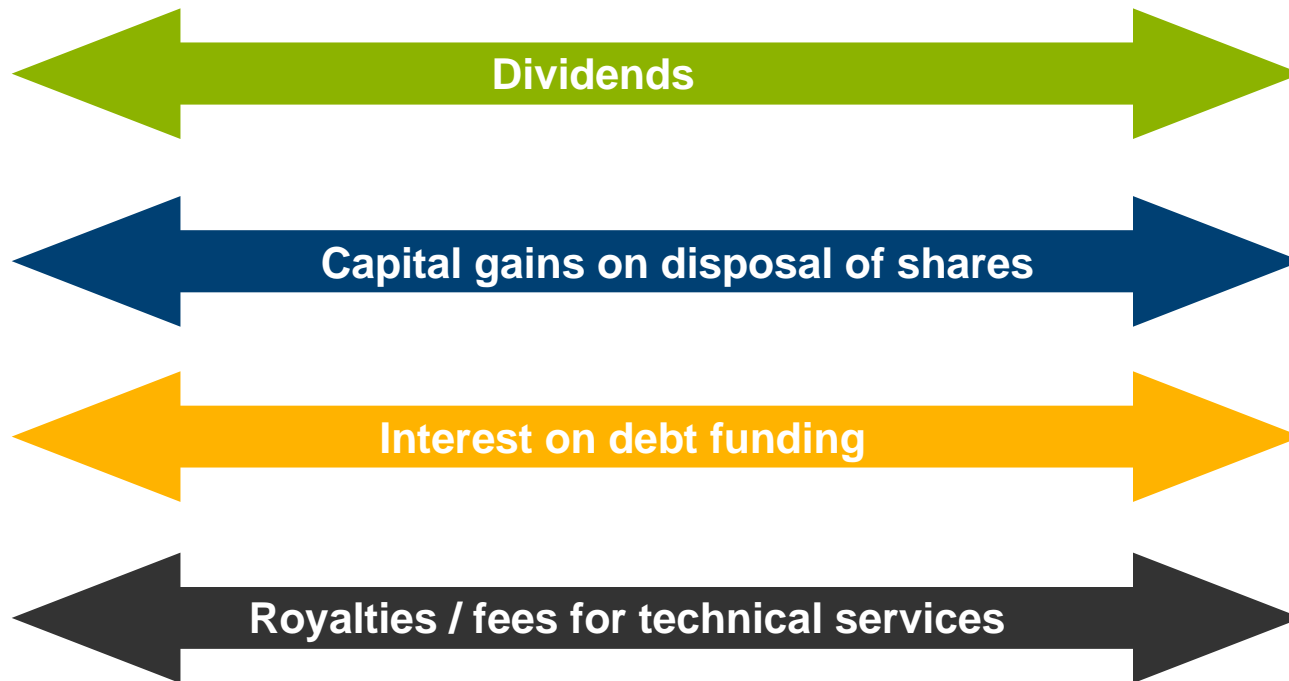 Dividends
Capital gains on disposal of shares
Interest on debt funding
Royalties / fees for technical services